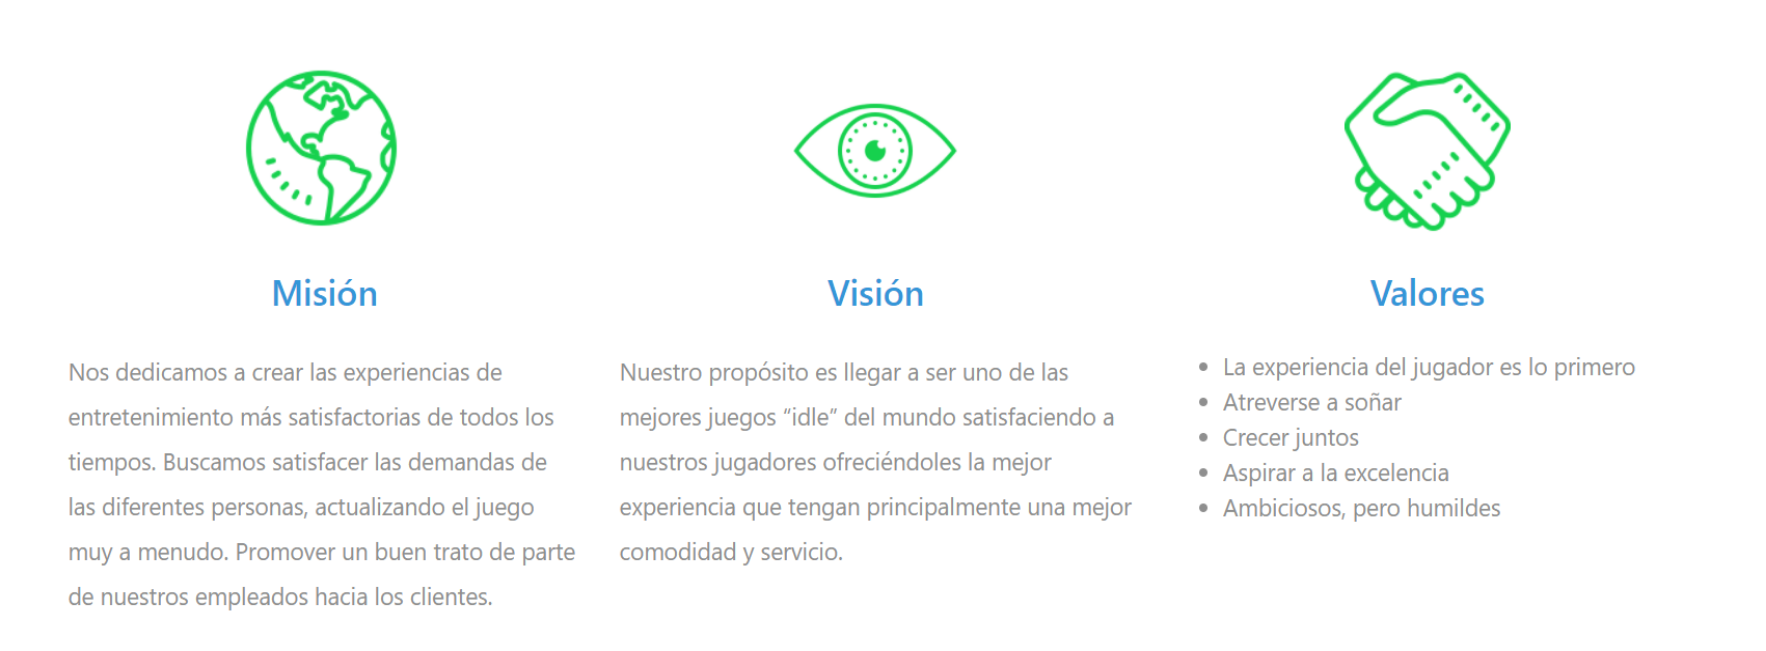 Misión
Nos dedicamos a crear las experiencias de
entretenimiento más satisfactorias de todos los
tiempos. Buscamos satisfacer las demandas de
las diferentes personas, actualizando el juego
muy a menudo. Promover un buen trato de parte
de nuestros empleados hacia los clientes.
Visión
Nuestro propósito es llegar a ser uno de las
mejores juegos “idle” del mundo satisfaciendo a
nuestros jugadores ofreciéndoles la mejor
experiencia que tengan principalmente una mejor
comodidad y servicio.
Valores
• La experiencia del jugador es lo primero
• Atreverse a soñar
• Crecer juntos
• Aspirar a la excelencia
• Ambiciosos, pero humildes